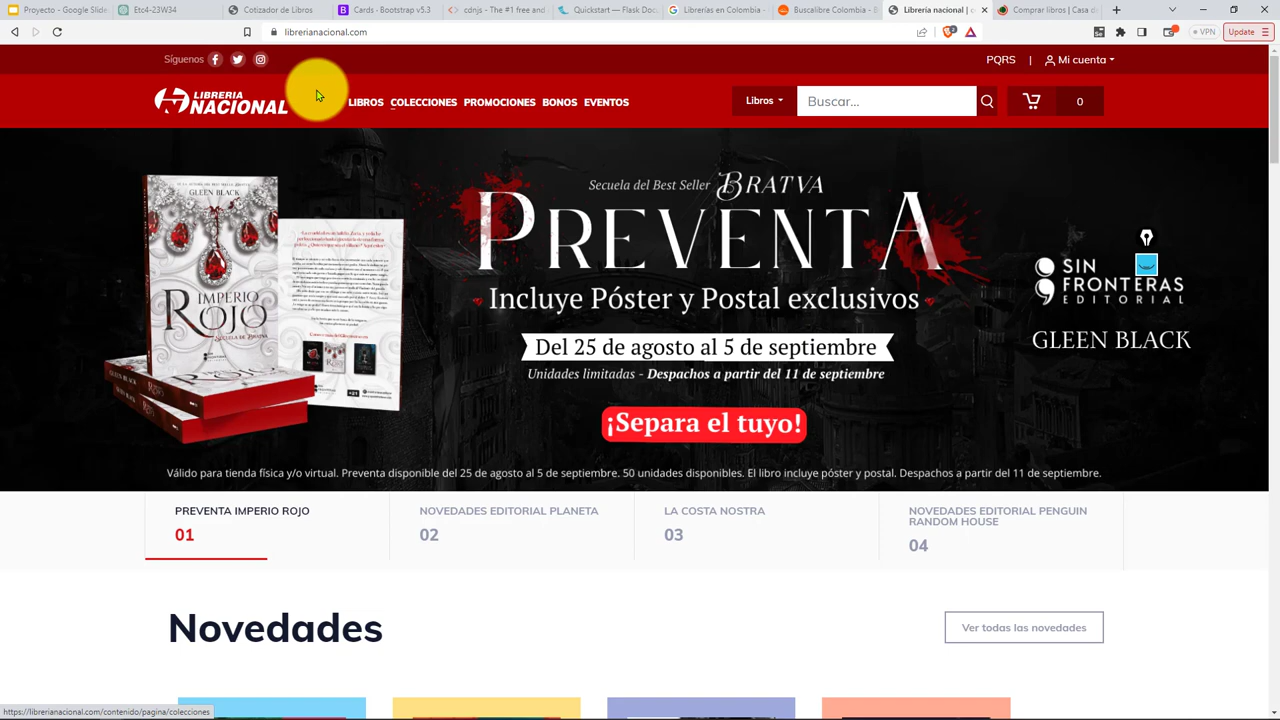 Proyecto - Google Slide
Etc4-23W34
Cotizador de Libros
Cards · Bootstrap v5.3
cdnjs - The #1 free and
Quickstart — Flask Doc
Librerías en Colombia -
Buscalibre Colombia - B
Librería nacional | c
Comprar libros | Casa d
librerianacional.com
VPN
Update
Síguenos
PQRS | Mi cuenta
LIBRERIA
NACIONAL
LIBROS COLECCIONES PROMOCIONES BONOS EVENTOS
Libros
Buscar...
0
GLEEN BLACK
IMPERIO
ROJO
Secuela del Best Seller BRATVA
PREVENTA
Incluye Póster y Postal exclusivos
Del 25 de agosto al 5 de septiembre
Unidades limitadas - Despachos a partir del 11 de septiembre
¡Separa el tuyo!
SIN
FRONTERAS
EDITORIAL
GLEEN BLACK
Válido para tienda física y/o virtual. Preventa disponible del 25 de agosto al 5 de septiembre. 50 unidades disponibles. El libro incluye póster y postal. Despachos a partir del 11 de septiembre.
PREVENTA IMPERIO ROJO
01
NOVEDADES EDITORIAL PLANETA
02
LA COSTA NOSTRA
03
NOVEDADES EDITORIAL PENGUIN
RANDOM HOUSE
04
Novedades
Ver todas las novedades
https://librerianacional.com/contenido/pagina/colecciones